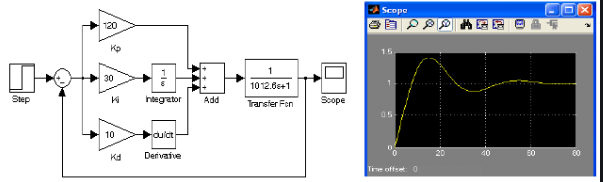 120
Kp
Step
30
Ki
1
s
Integrator
Add
1
1012.6s+1
Transfer Fcn
Scope
10
Kd
du/dt
Derivative
Scope
1.5
1
0.5
0
0
20
40
60
80
Time offset: 0